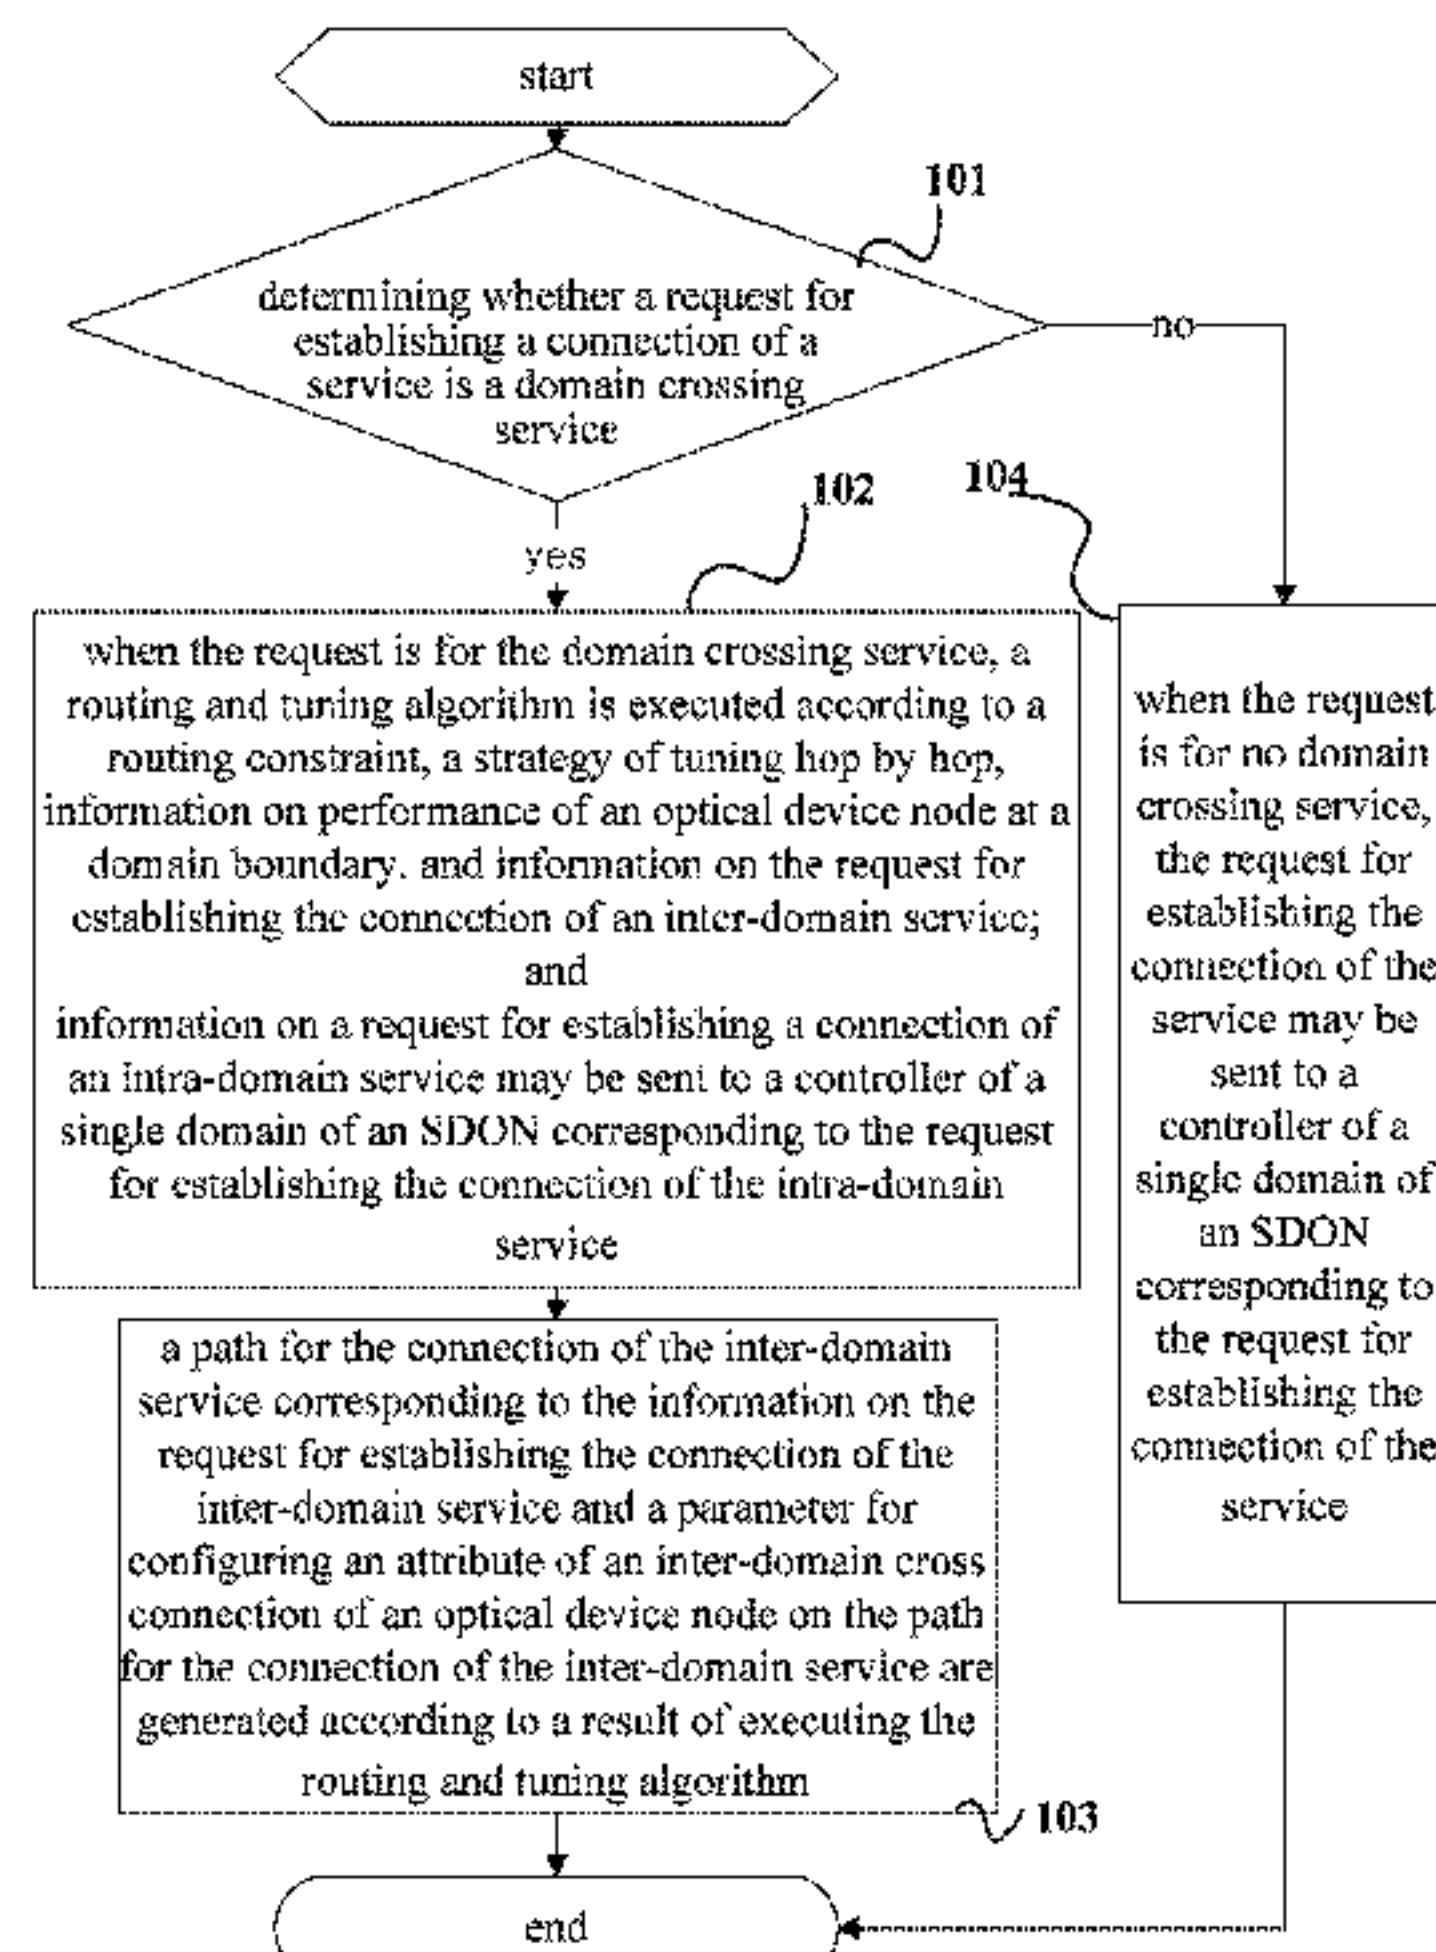 start
101
determining whether a request for
establishing a connection of a
service is a domain crossing
service
no
yes
102
104
when the request is for the domain crossing service, a
routing and tuning algorithm is executed according to a
routing constraint, a strategy of tuning hop by hop,
information on performance of an optical device node at a
domain boundary. and information on the request for
establishing the connection of an inter-domain service;
and
information on a request for establishing a connection of
an intra-domain service may be sent to a controller of a
single domain of an SDON corresponding to the request
for establishing the connection of the intra-domain
service
when the request
is for no domain
crossing service,
the request for
establishing the
connection of the
service may be
sent to a
controller of a
single domain of
an SDON
corresponding to
the request for
establishing the
connection of the
service
a path for the connection of the inter-domain
service corresponding to the information on the
request for establishing the connection of the
inter-domain service and a parameter for
configuring an attribute of an inter-domain cross
connection of an optical device node on the path
for the connection of the inter-domain service are
generated according to a result of executing the
routing and tuning algorithm
103
end